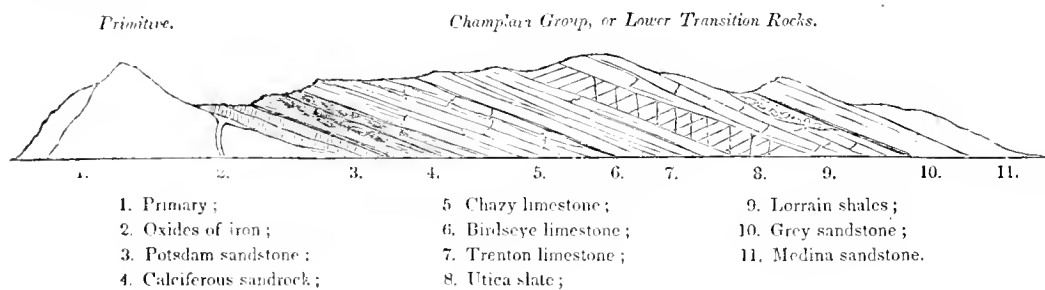 Primitive. Champlain Group, or Lower Transition Rocks.
1. 2. 3. 4. 5. 6. 7. 8. 9. 10. 11.
1. Primary;
2. Oxides of iron;
3. Potsdam sandstone;
4. Calciferous sandrock;
5 Chazy limestone;
6. Birdseye limestone;
7. Trenton limestone;
8. Utica slate;
9. Lorrain shales;
10. Grey sandstone;
11. Medina sandstone.